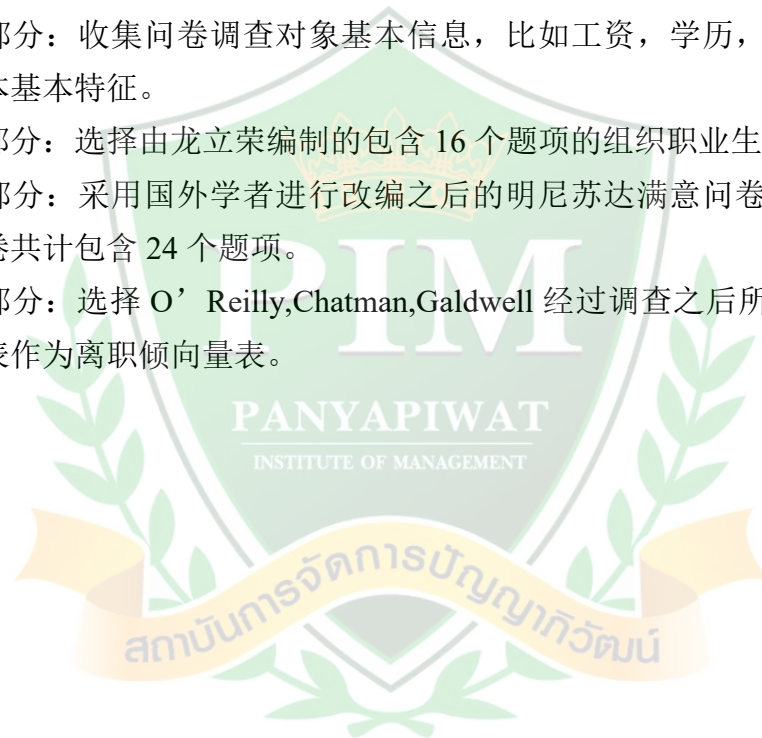 部分：收集问卷调查对象基本信息，比如工资，学历，
本基本特征。
部分：选择由龙立荣编制的包含 16 个题项的组织职业生
部分：采用国外学者进行改编之后的明尼苏达满意问卷
卷共计包含 24 个题项。
部分：选择 O’Reilly,Chatman,Galdwell 经过调查之后所
表作为离职倾向量表。
PIM
PANYAPIWAT
INSTITUTE OF MANAGEMENT
สถาบันการจัดการปัญญาภิวัฒน์